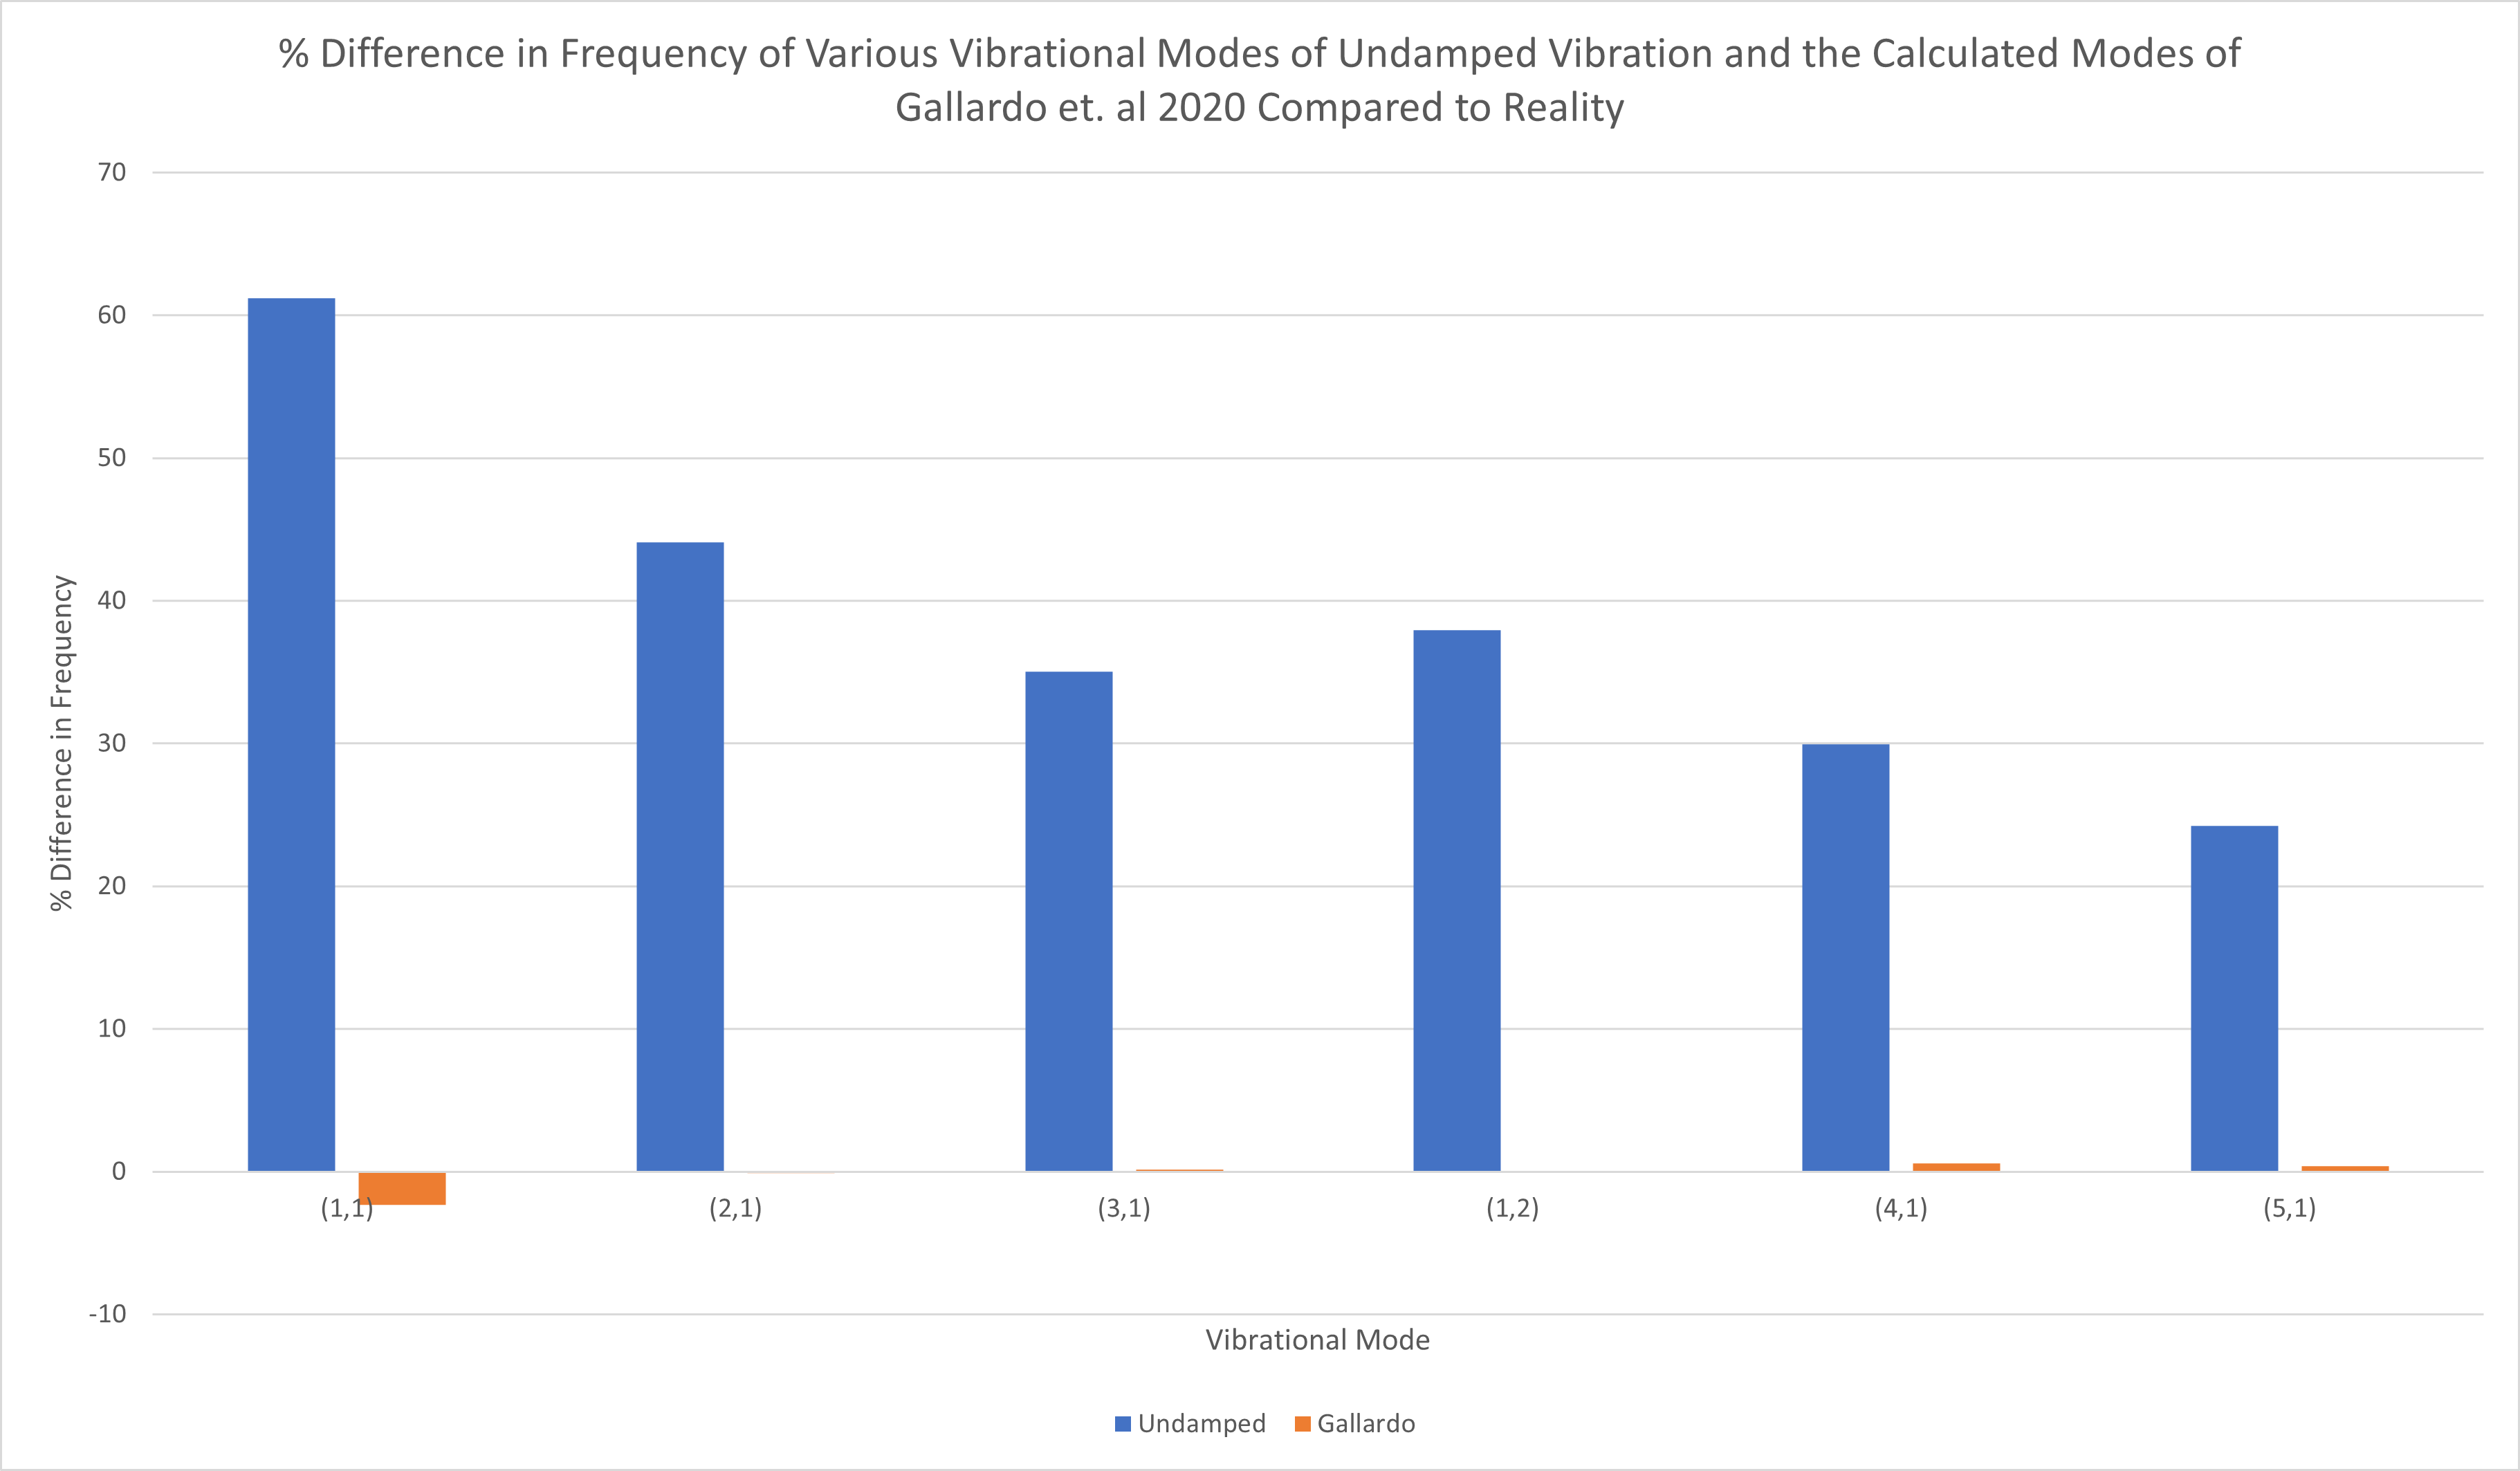 % Difference in Frequency of Various Vibrational Modes of Undamped Vibration and the Calculated Modes of
Gallardo et. al 2020 Compared to Reality
70
60
50
40
30
20
10
0
-10
% Difference in Frequency
(1,1)
(2,1)
(3,1)
(1,2)
(4,1)
(5,1)
Vibrational Mode
Undamped
Gallardo